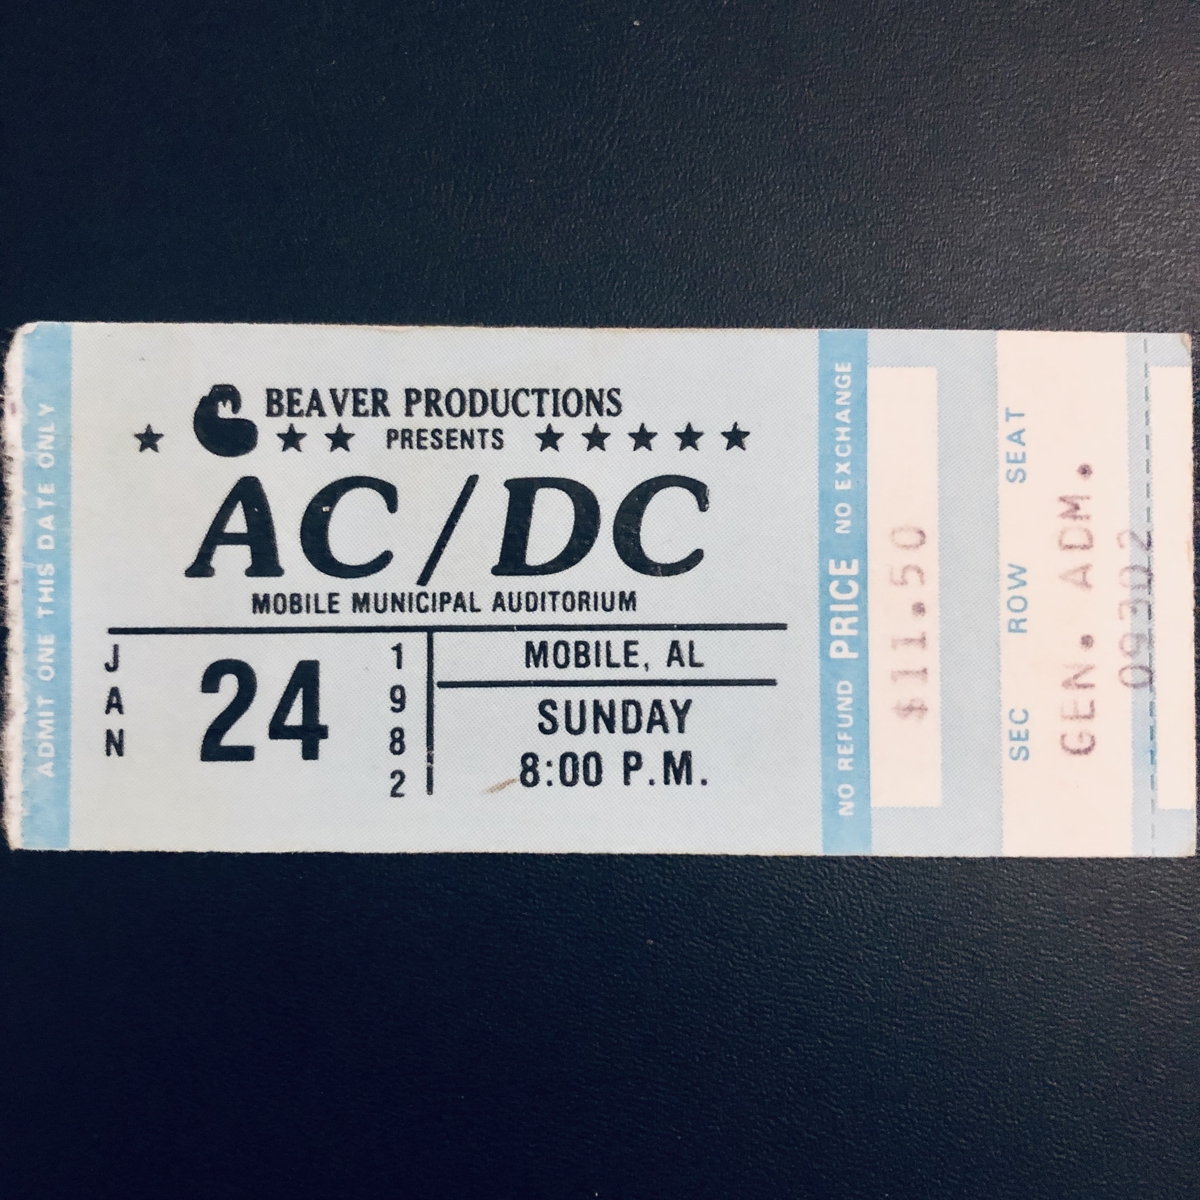 ADMIT ONE THIS DATE ONLY
BEAVER PRODUCTIONS
PRESENTS
AC/DC
MOBILE MUNICIPAL AUDITORIUM
JAN
24
1982
MOBILE, AL
SUNDAY
8:00 P.M.
NO REFUND PRICE NO EXCHANGE
$11.50
SEC ROW SEAT
GEN. ADM.
09302